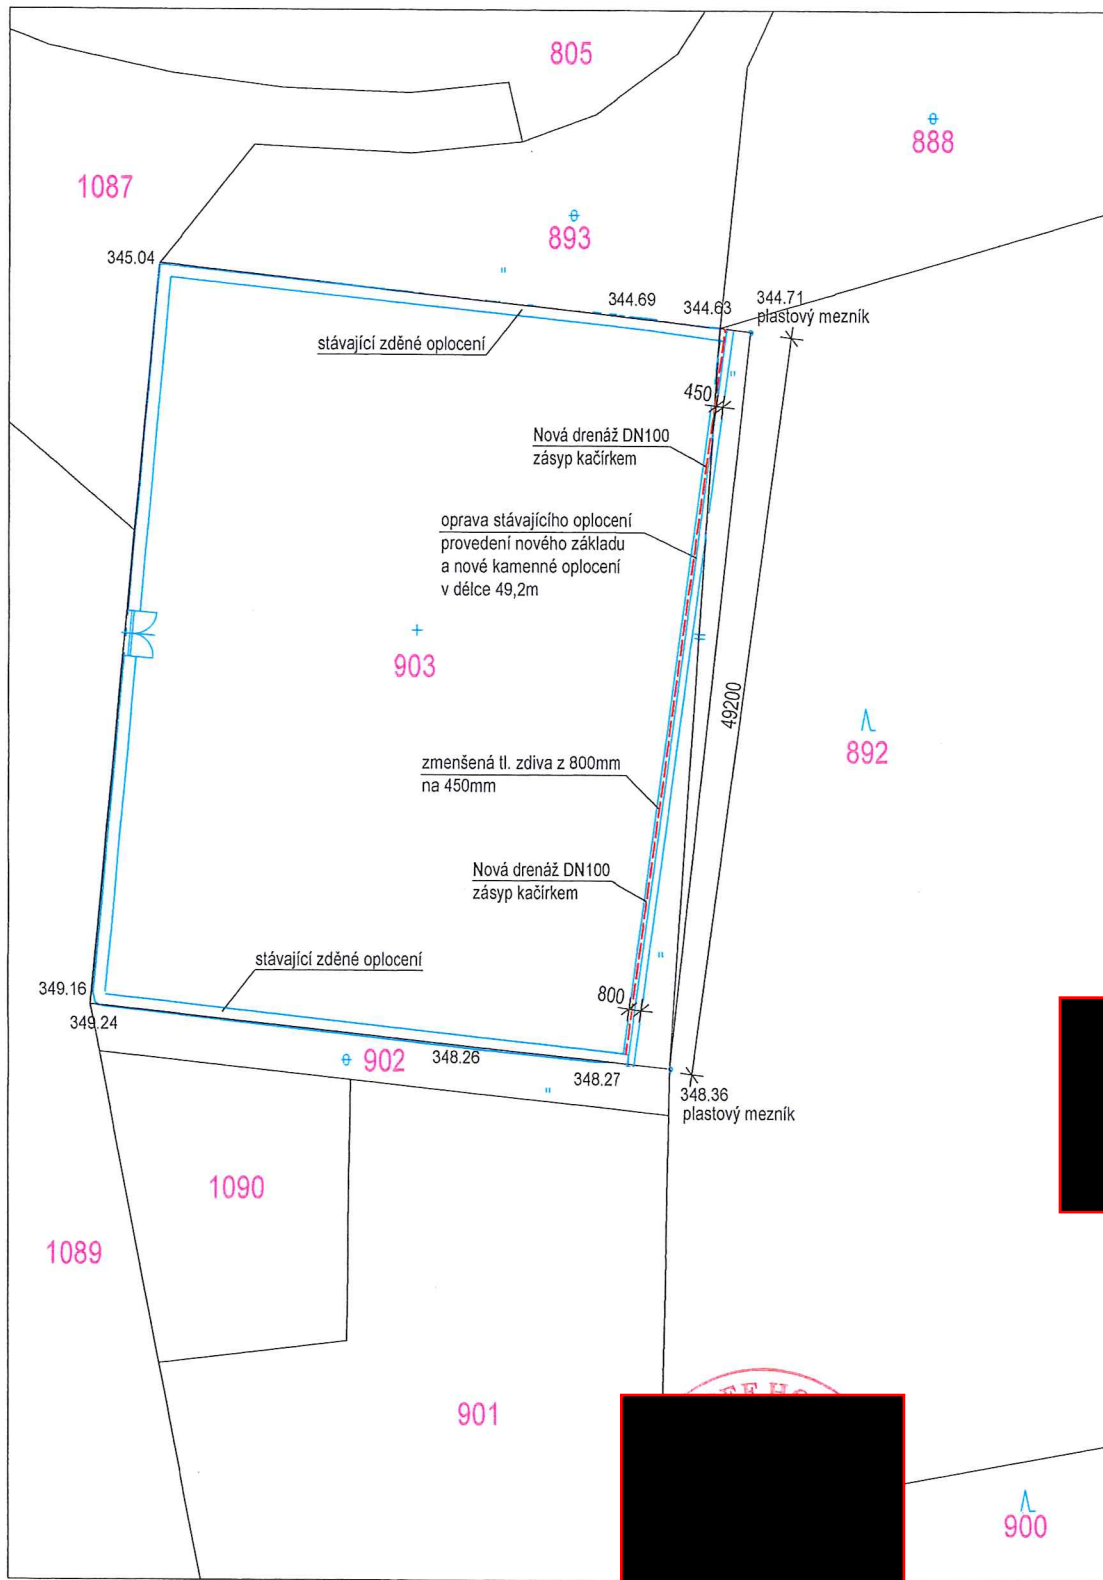 805
888
1087
893
345.04
344.69
344.63
344.71
plastový mezník
stávající zděné oplocení
450
Nová drenáž DN100
zásyp kačírkem
oprava stávajícího oplocení
provedení nového základu
a nové kamenné oplocení
v délce 49,2m
903
49200
892
zmenšená tl. zdiva z 800mm
na 450mm
Nová drenáž DN100
zásyp kačírkem
stávající zděné oplocení
349.16
800
349.24
902
348.26
348.27
348.36
plastový mezník
1090
1089
901
900